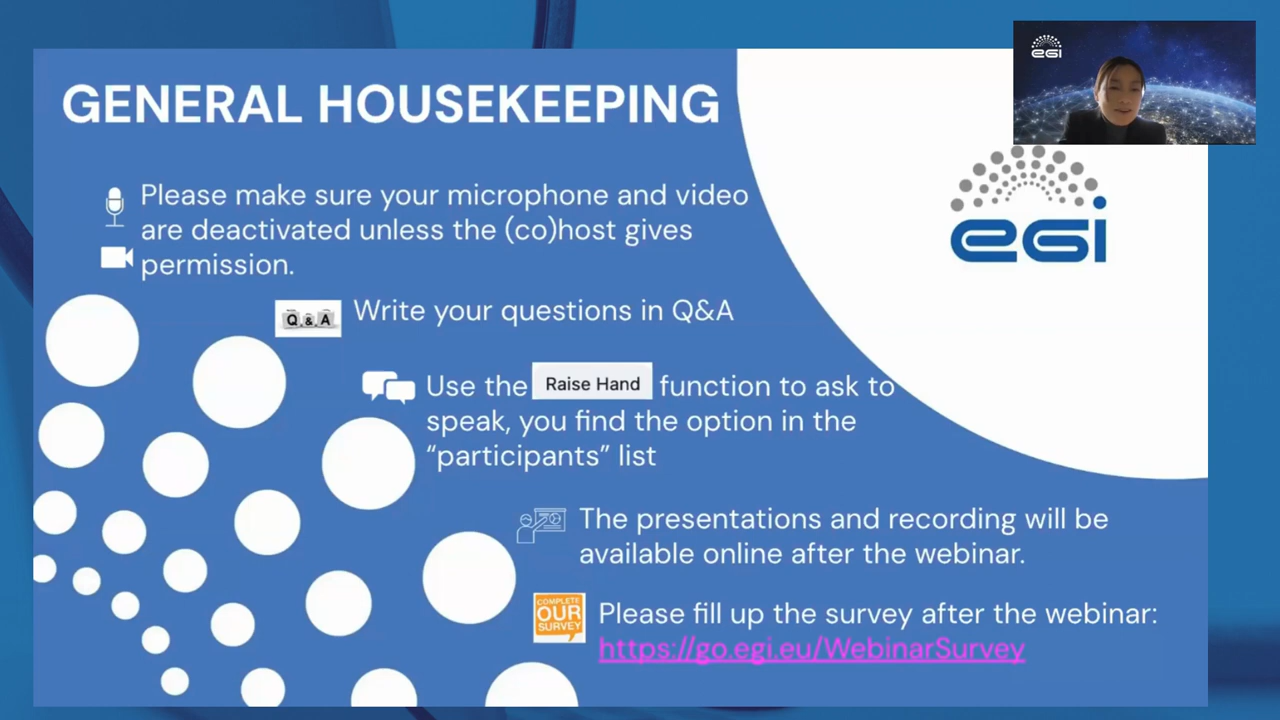 GENERAL HOUSEKEEPING
egi
egi
Please make sure your microphone and video
are deactivated unless the (co)host gives
permission.
Q & A
Write your questions in Q&A
Use the Raise Hand function to ask to
speak, you find the option in the
“participants” list
The presentations and recording will be
available online after the webinar.
COMPLETE
OUR
SURVEY
Please fill up the survey after the webinar:
https://go.egi.eu/WebinarSurvey